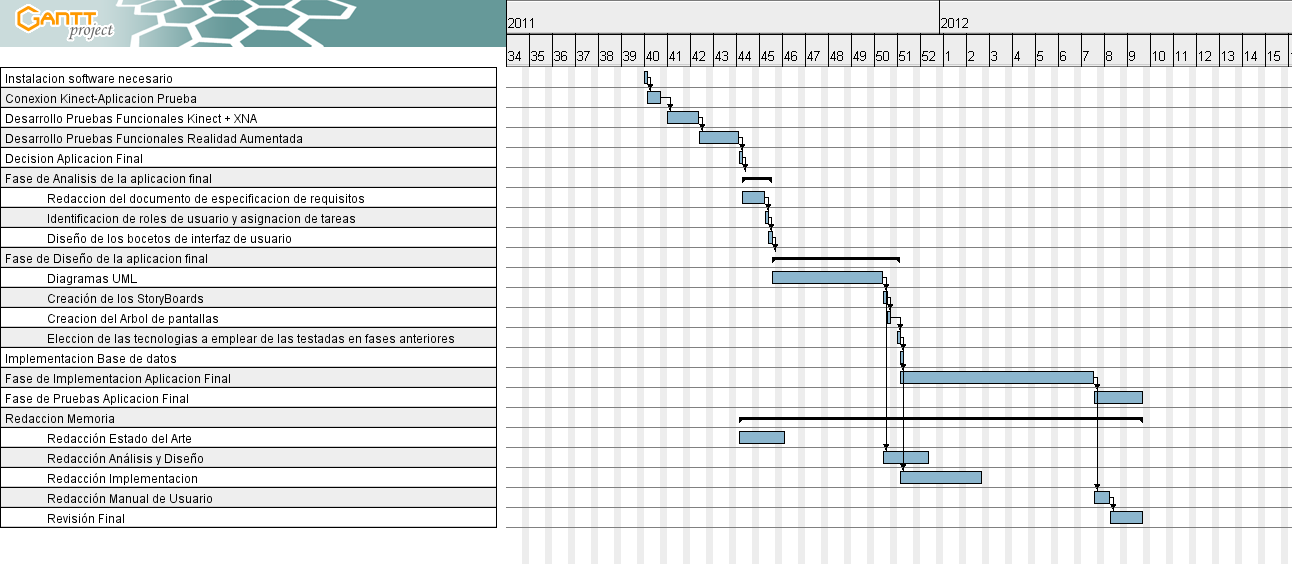 GANTT
project
2011
2012
34 35 36 37 38 39 40 41 42 43 44 45 46 47 48 49 50 51 52 1 2 3 4 5 6 7 8 9 10 11 12 13 14 15
Instalacion software necesario
Conexion Kinect-Aplicacion Prueba
Desarrollo Pruebas Funcionales Kinect + XNA
Desarrollo Pruebas Funcionales Realidad Aumentada
Decision Aplicacion Final
Fase de Analisis de la aplicacion final
Redaccion del documento de especificacion de requisitos
Identificacion de roles de usuario y asignacion de tareas
Diseño de los bocetos de interfaz de usuario
Fase de Diseño de la aplicacion final
Diagramas UML
Creación de los StoryBoards
Creacion del Arbol de pantallas
Eleccion de las tecnologias a emplear de las testadas en fases anteriores
Implementacion Base de datos
Fase de Implementacion Aplicacion Final
Fase de Pruebas Aplicacion Final
Redaccion Memoria
Redacción Estado del Arte
Redacción Análisis y Diseño
Redacción Implementacion
Redacción Manual de Usuario
Revisión Final